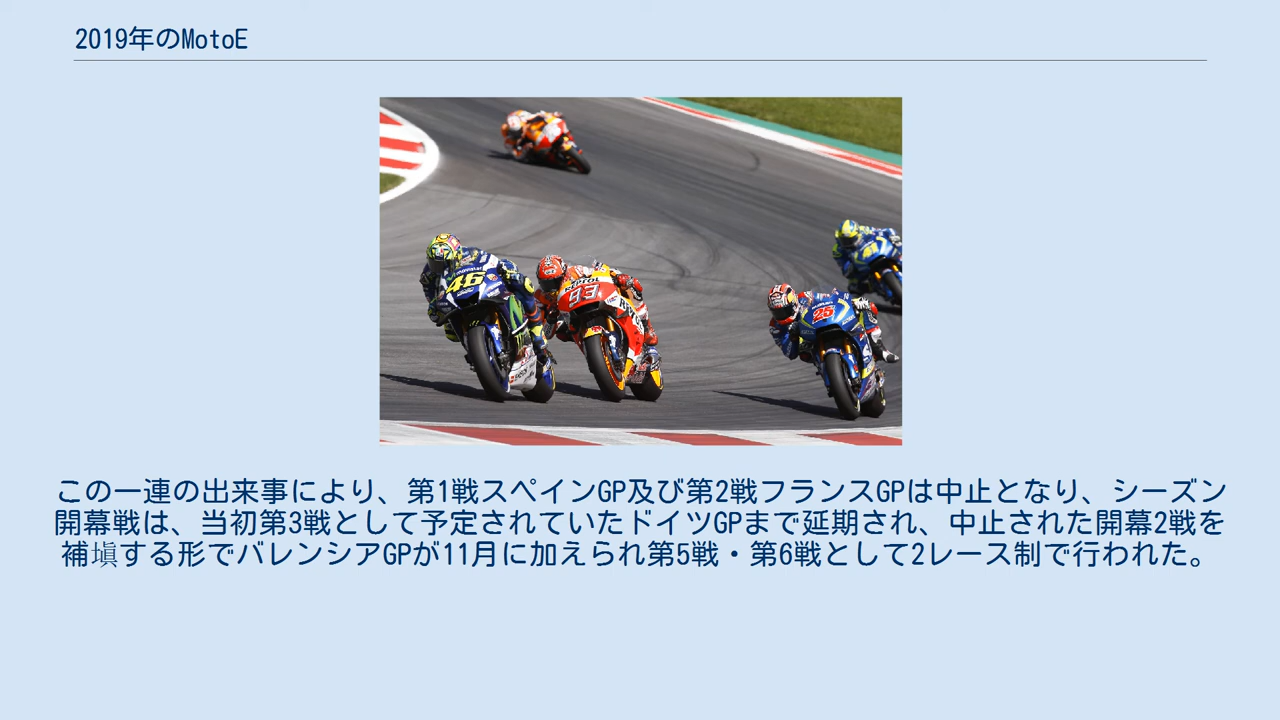 2019年のMotoE
46
93
REPSOL
25
41
この一連の出来事により、第1戦スペインGP及び第2戦フランスGPは中止となり、シーズン
開幕戦は、当初第3戦として予定されていたドイツGPまで延期され、中止された開幕2戦を
補塡する形でバレンシアGPが11月に加えられ第5戦・第6戦として2レース制で行われた。